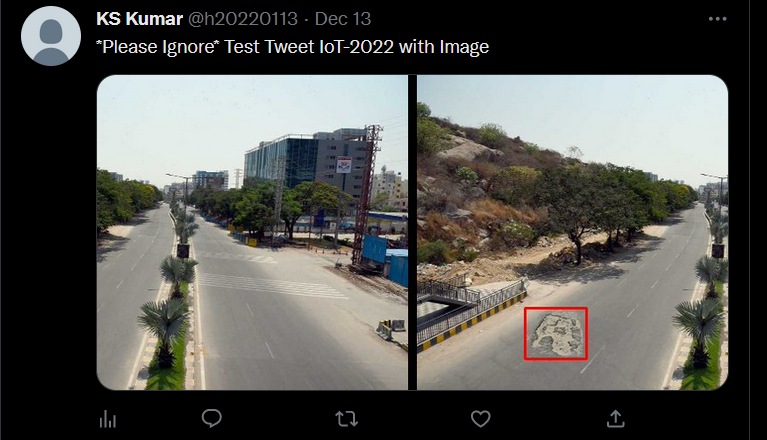 KS Kumar @h20220113 · Dec 13
*Please Ignore* Test Tweet IoT-2022 with Image